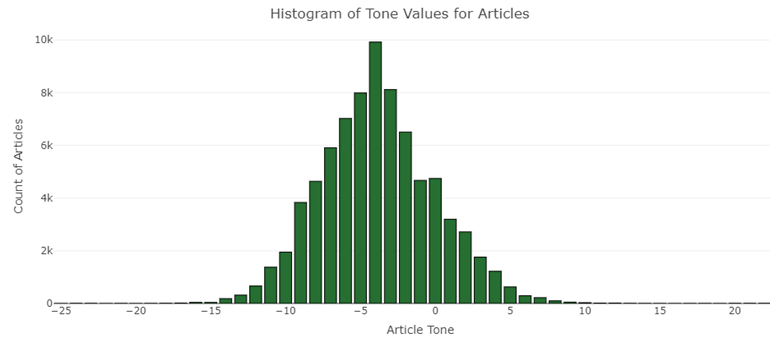 Histogram of Tone Values for Articles
10k
8k
6k
4k
2k
0
Count of Articles
−25 −20 −15 −10 −5 0 5 10 15 20
Article Tone